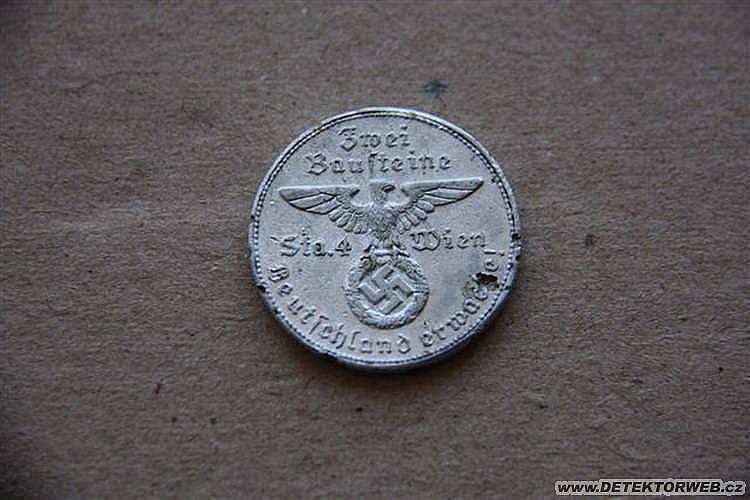 Zwei
Bausteine
Sta.4 Wien
Deutschland erwache!
www.DETEKTORWEB.cz